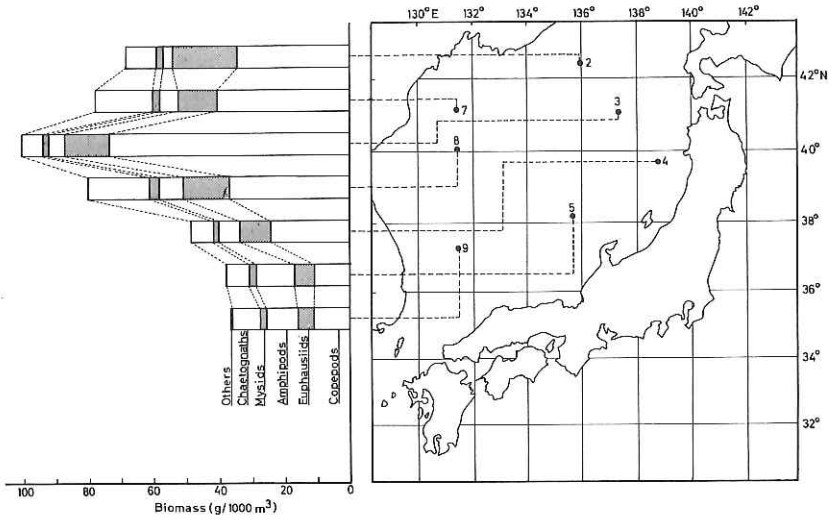 130°E 132° 134° 136° 138° 140° 142°
42°N
40°
38°
36°
34°
32°
2
3
7
8
4
5
9
Others
Chaetognaths
Mysids
Amphipods
Euphausiids
Copepods
100 80 60 40 20 0
Biomass (g/1000 m³)